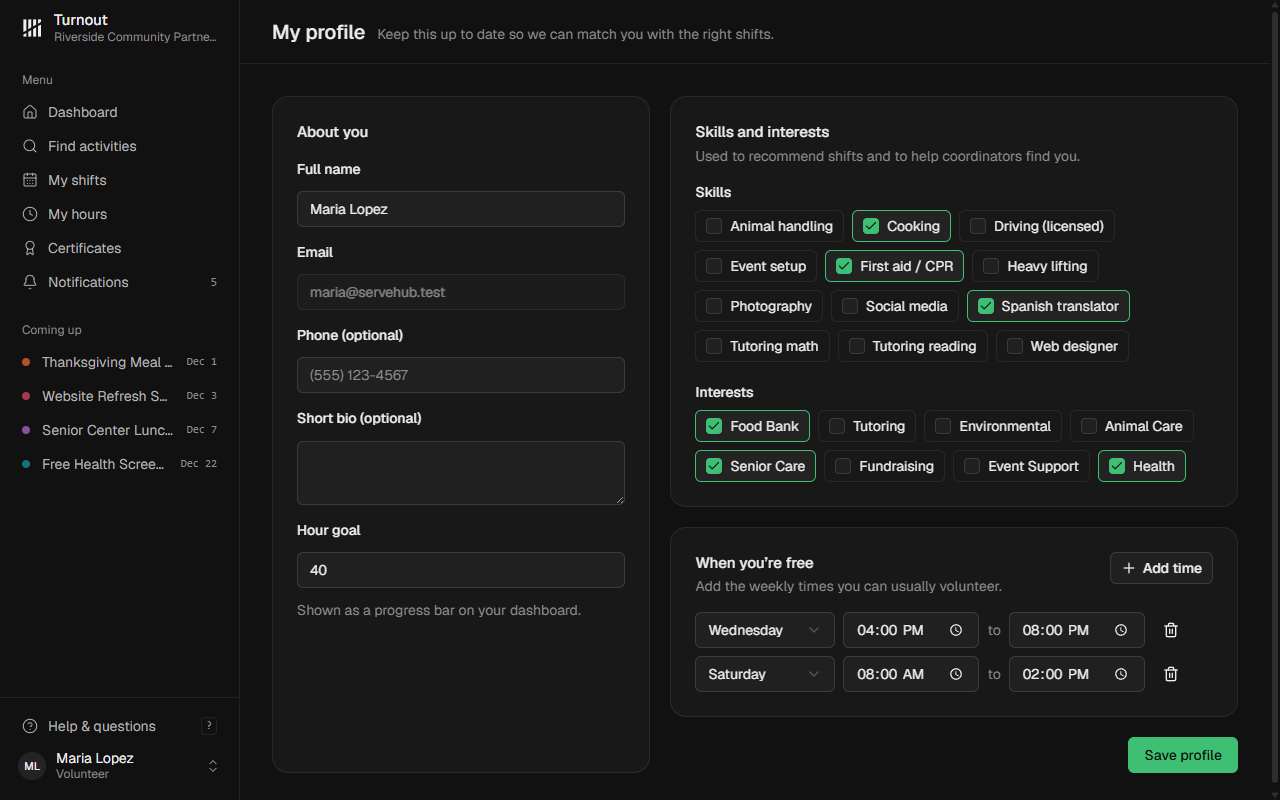 Turnout
Riverside Community Partne...
Menu
Dashboard
Find activities
My shifts
My hours
Certificates
Notifications 5
Coming up
Thanksgiving Meal ... Dec 1
Website Refresh S... Dec 3
Senior Center Lunc... Dec 7
Free Health Scree... Dec 22
Help & questions ?
ML Maria Lopez
Volunteer
My profile Keep this up to date so we can match you with the right shifts.
About you
Full name
Maria Lopez
Email
maria@servehub.test
Phone (optional)
(555) 123-4567
Short bio (optional)
Hour goal
40
Shown as a progress bar on your dashboard.
Skills and interests
Used to recommend shifts and to help coordinators find you.
Skills
Animal handling Cooking Driving (licensed)
Event setup First aid / CPR Heavy lifting
Photography Social media Spanish translator
Tutoring math Tutoring reading Web designer
Interests
Food Bank Tutoring Environmental Animal Care
Senior Care Fundraising Event Support Health
When you're free
Add time
Add the weekly times you can usually volunteer.
Wednesday 04:00 PM to 08:00 PM
Saturday 08:00 AM to 02:00 PM
Save profile